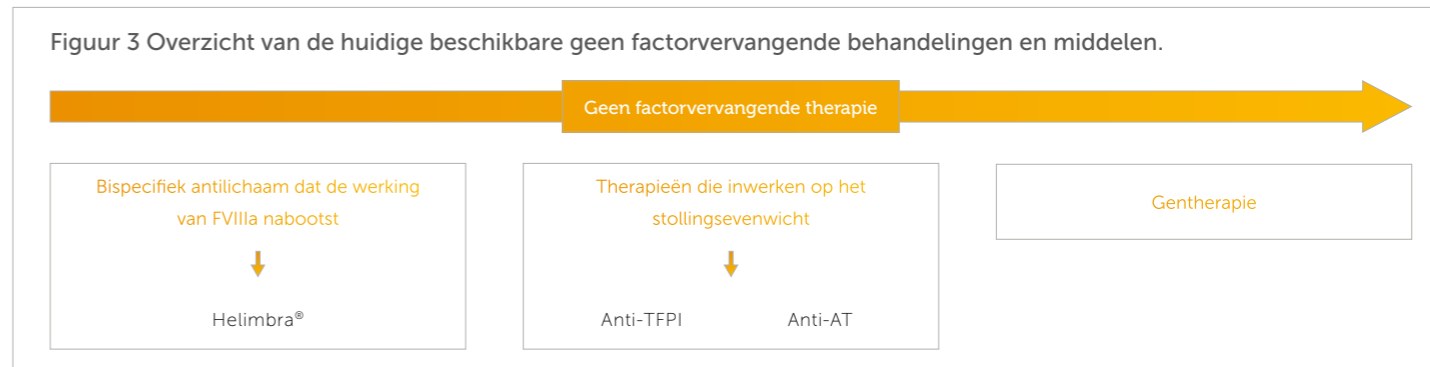 Figuur 3 Overzicht van de huidige beschikbare geen factorvervangende behandelingen en middelen.
Geen factorvervangende therapie
Bispecifiek antilichaam dat de werking
van FVIIIa nabootst
Helimbra®
Therapieën die inwerken op het
stollingsevenwicht
Anti-TFPI Anti-AT
Gentherapie